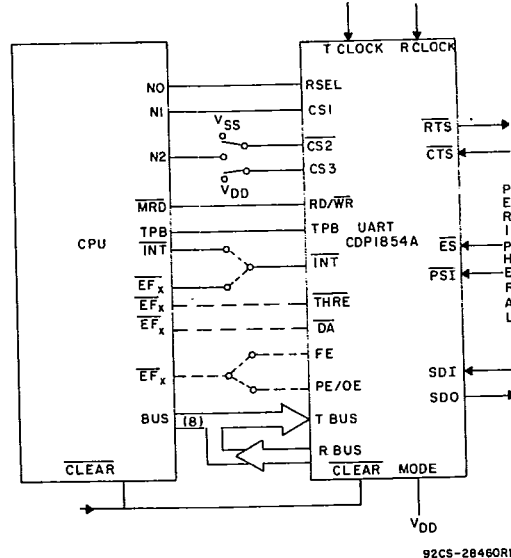 T CLOCK R CLOCK
N0 RSEL
N1 CS1
VSS
CS2
N2
CS3
VDD
RTS
CTS
MRD RD/WR
CPU
TPB TPB
UART
CDP1854A
INT
INT
ES
PSI
PERIPHERAL
EFx
EFx THRE
EFx DA
FE
EFx
PE/OE
SDI
SDO
BUS (8) T BUS
R BUS
CLEAR
CLEAR MODE
VDD
92CS-28460RI